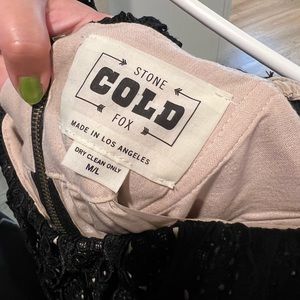 STONE
COLD
FOX
MADE IN LOS ANGELES
DRY CLEAN ONLY
M/L